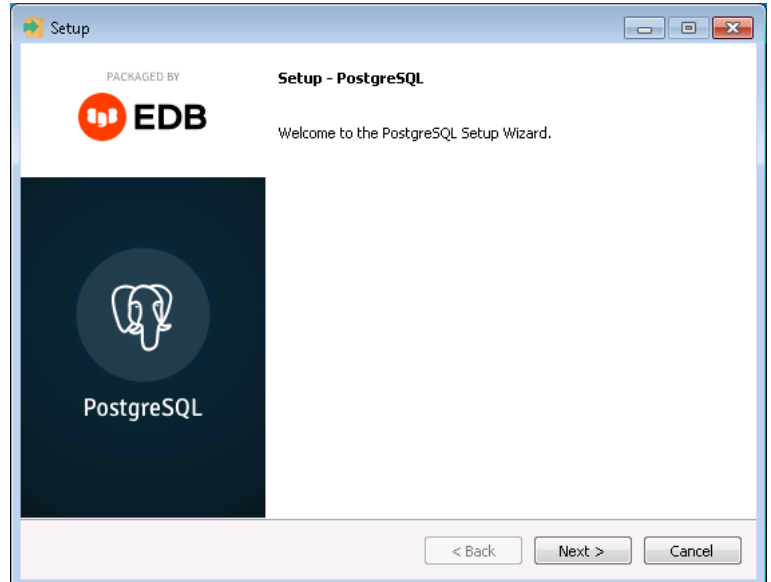 Setup
PACKAGED BY
EDB
Setup - PostgreSQL
Welcome to the PostgreSQL Setup Wizard.
PostgreSQL
< Back
Next >
Cancel